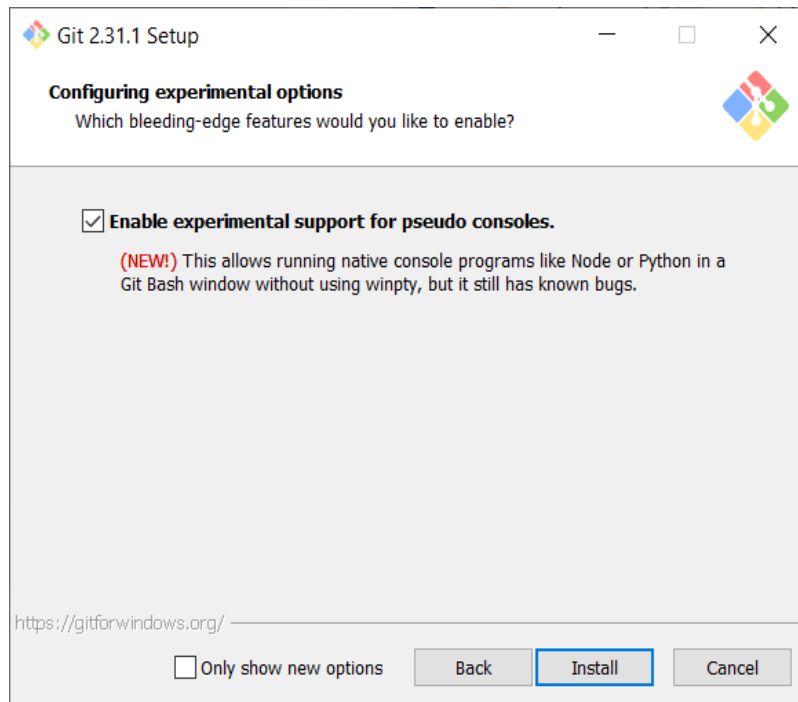 Git 2.31.1 Setup
Configuring experimental options
Which bleeding-edge features would you like to enable?
Enable experimental support for pseudo consoles.
(NEW!) This allows running native console programs like Node or Python in a
Git Bash window without using winpty, but it still has known bugs.
https://gitforwindows.org/
Only show new options Back Install Cancel